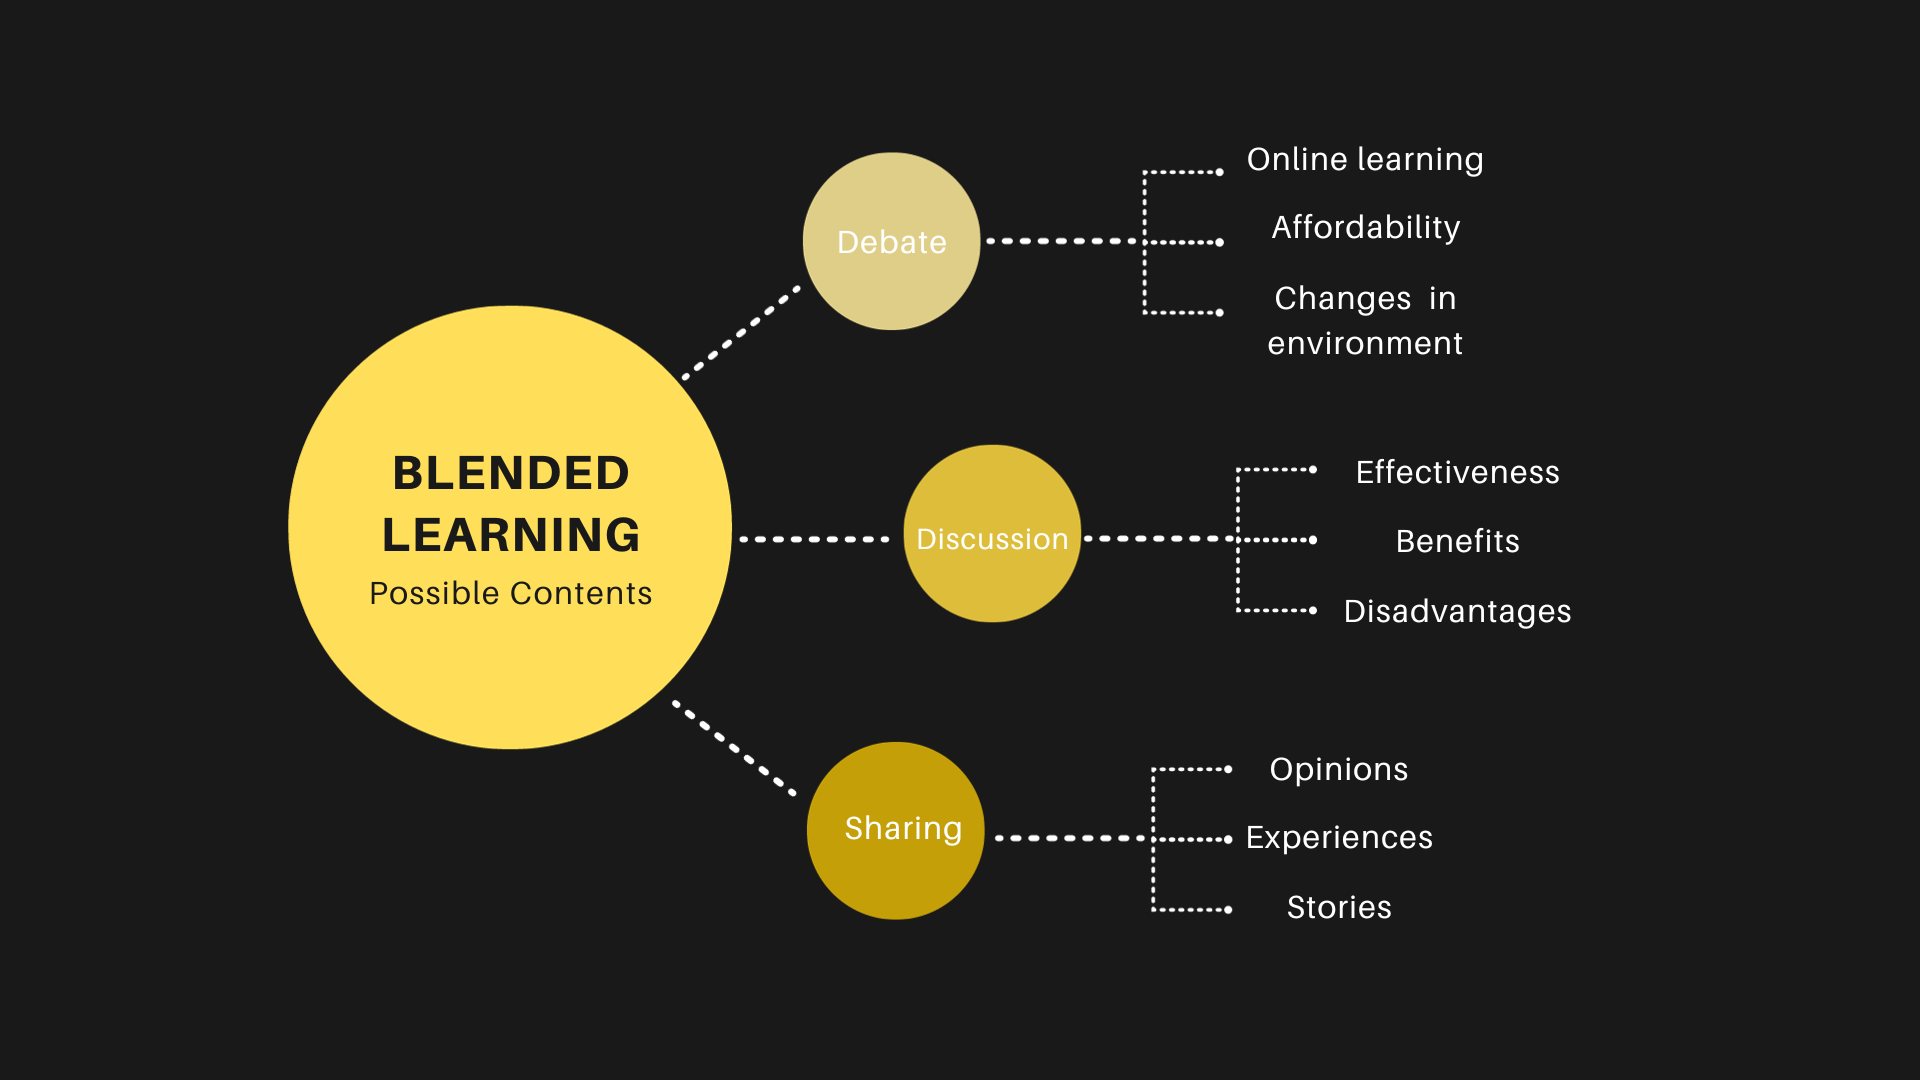 BLENDED
LEARNING
Possible Contents
Debate
Online learning
Affordability
Changes in
environment
Discussion
Effectiveness
Benefits
Disadvantages
Sharing
Opinions
Experiences
Stories